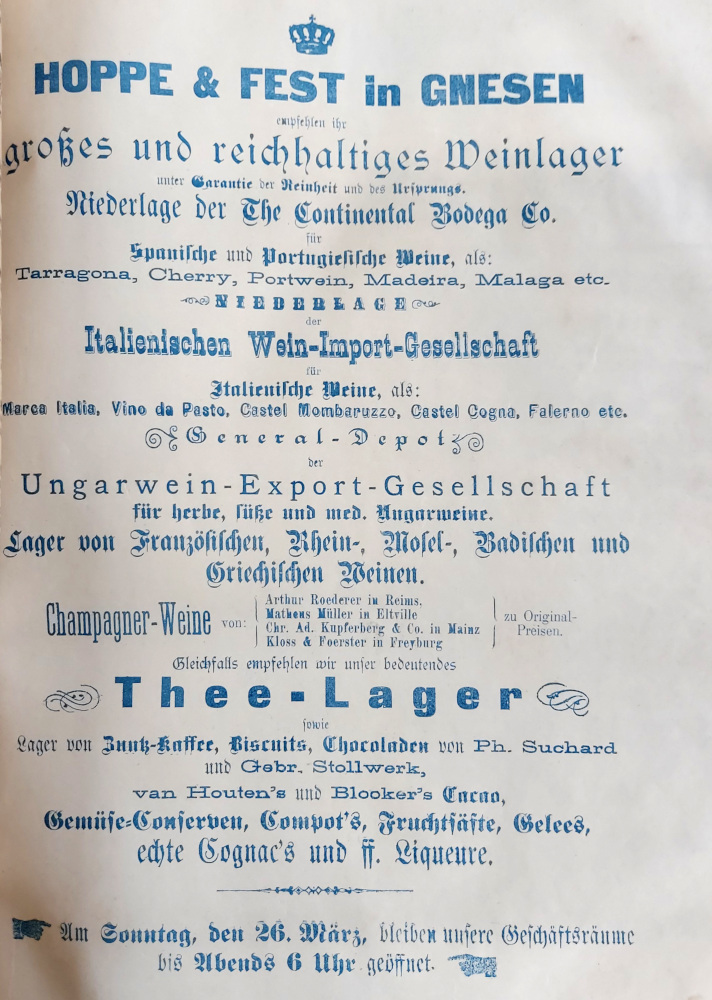 HOPPE & FEST in GNESEN
empfehlen ihr
großes und reichhaltiges Weinlager
unter Garantie der Reinheit und des Ursprungs.
Niederlage der The Continental Bodega Co.
für
Spanische und Portugiesische Weine, als:
Tarragona, Cherry, Portwein, Madeira, Malaga etc.
NIEDERLAGE
der
Italienischen Wein-Import-Gesellschaft
für
Italienische Weine, als:
Marca Italia, Vino da Pasto, Castel Mombaruzzo, Castel Cogna, Falerno etc.
General-Depot
der
Ungarwein-Export-Gesellschaft
für herbe, süße und med. Ungarweine.
Lager von Französischen, Rhein-, Mosel-, Badischen und
Griechischen Weinen.
Champagner-Weine von: Arthur Roederer in Reims,
Matheus Müller in Eltville
Chr. Ad. Kupferberg & Co. in Mainz
Kloss & Foerster in Freyburg
zu Original-
Preisen.
Gleichfalls empfehlen wir unser bedeutendes
Thee-Lager
sowie
Lager von Zuntz-Kaffee, Biscuits, Chocoladen von Ph. Suchard
und Gebr. Stollwerk,
van Houten's und Blooker's Cacao,
Gemüse-Conserven, Compot's, Fruchtsäfte, Gelees,
echte Cognac's und ff. Liqueure.
Am Sonntag, den 26. März, bleiben unsere Geschäftsräume
bis Abends 6 Uhr geöffnet.